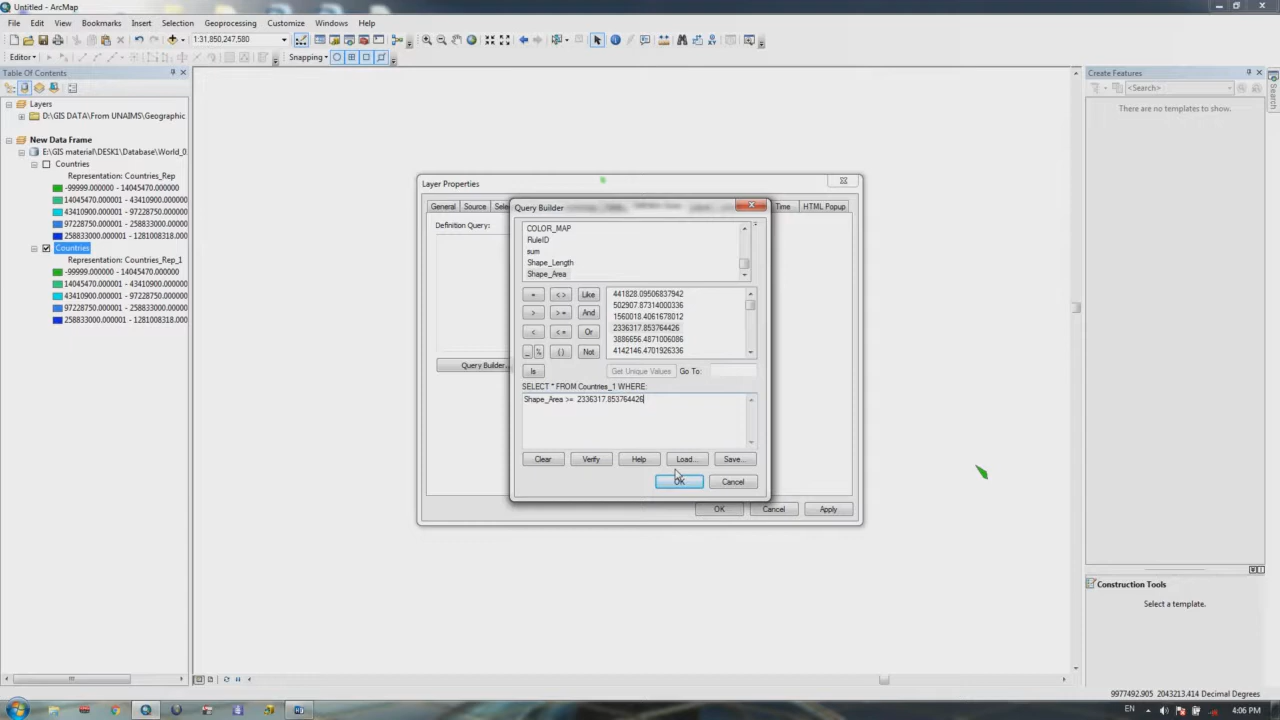 Untitled - ArcMap
File Edit View Bookmarks Insert Selection Geoprocessing Customize Windows Help
1:31,850,247,580
Editor
Snapping
Table Of Contents
Layers
D:\GIS DATA\From UNAIMS\Geographic
New Data Frame
E:\GIS material\DESK1\Database\World_0.
Countries
Representation: Countries_Rep
-99999.000000 - 14045470.000000
14045470.000001 - 43410900.000000
43410900.000001 - 97228750.000000
97228750.000001 - 258833000.000000
258833000.000001 - 1281008318.0000
Countries
Representation: Countries_Rep_1
-99999.000000 - 14045470.000000
14045470.000001 - 43410900.000000
43410900.000001 - 97228750.000000
97228750.000001 - 258833000.000000
258833000.000001 - 1281008318.0000
Layer Properties
General Source Sele
Time HTML Popup
Definition Query:
Query Builder...
OK Cancel Apply
Query Builder
COLOR_MAP
RuleID
sum
Shape_Length
Shape_Area
= < > Like
> > = And
< < = Or
_ % ( ) Not
Is
441828.09506837942
502907.87314000336
1560018.4061678012
2336317.853764426
3886656.4871006086
4142146.4701926336
Get Unique Values Go To:
SELECT * FROM Countries_1 WHERE:
Shape_Area >= 2336317.853764426
Clear Verify Help Load... Save...
OK Cancel
Create Features
<Search>
There are no templates to show.
Search
Construction Tools
Select a template.
9977492.905 2043213.414 Decimal Degrees
EN 4:06 PM